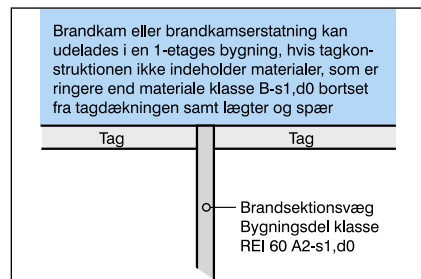 Brandkam eller brandkamserstatning kan
udelades i en 1-etages bygning, hvis tagkon-
struktionen ikke indeholder materialer, som er
ringere end materiale klasse B-s1,d0 bortset
fra tagdækningen samt lægter og spær
Tag Tag
Brandsektionsvæg
Bygningsdel klasse
REI 60 A2-s1,d0